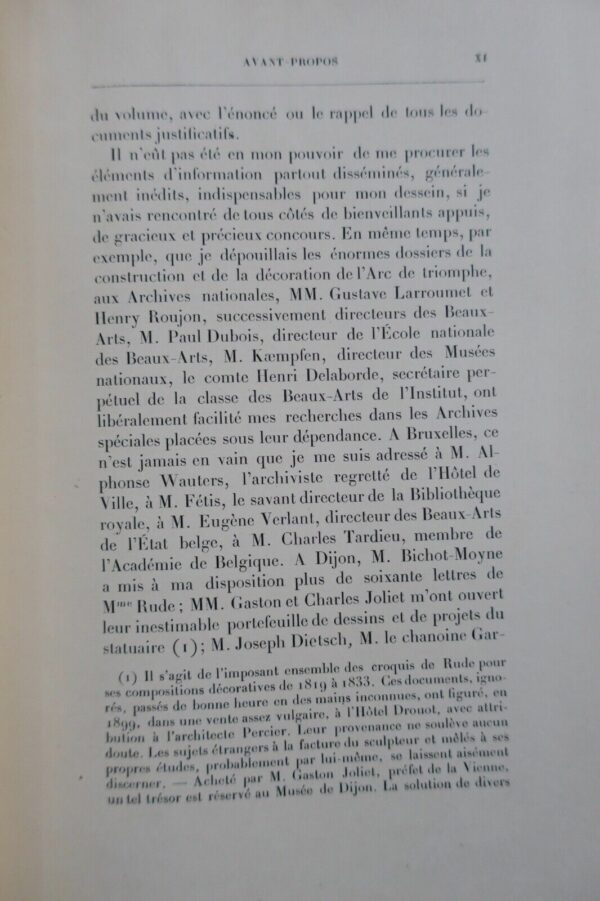 AVANT-PROPOS XI
du volume, avec l'énoncé ou le rappel de tous les do-
cuments justificatifs.
Il n'eût pas été en mon pouvoir de me procurer les
éléments d'information partout disséminés, générale-
ment inédits, indispensables pour mon dessein, si je
n'avais rencontré de tous côtés de bienveillants appuis,
de gracieux et précieux concours. En même temps, par
exemple, que je dépouillais les énormes dossiers de la
construction et de la décoration de l'Arc de triomphe,
aux Archives nationales, MM. Gustave Larroumet et
Henry Roujon, successivement directeurs des Beaux-
Arts, M. Paul Dubois, directeur de l'École nationale
des Beaux-Arts, M. Kæmpfen, directeur des Musées
nationaux, le comte Henri Delaborde, secrétaire per-
pétuel de la classe des Beaux-Arts de l'Institut, ont
libéralement facilité mes recherches dans les Archives
spéciales placées sous leur dépendance. A Bruxelles, ce
n'est jamais en vain que je me suis adressé à M. Al-
phonse Wauters, l'archiviste regretté de l'Hôtel de
Ville, à M. Fétis, le savant directeur de la Bibliothèque
royale, à M. Eugène Verlant, directeur des Beaux-Arts
de l'État belge, à M. Charles Tardieu, membre de
l'Académie de Belgique. A Dijon, M. Bichot-Moyne
a mis à ma disposition plus de soixante lettres de
Mme Rude; MM. Gaston et Charles Joliet m'ont ouvert
leur inestimable portefeuille de dessins et de projets du
statuaire (1); M. Joseph Dietsch, M. le chanoine Gar-
(1) Il s'agit de l'imposant ensemble des croquis de Rude pour
ses compositions décoratives de 1819 à 1833. Ces documents, igno-
rés, passés de bonne heure en des mains inconnues, ont figuré, en
1899, dans une vente assez vulgaire, à l'Hôtel Drouot, avec attri-
bution à l'architecte Percier. Leur provenance ne soulève aucun
doute. Les sujets étrangers à la facture du sculpteur et mêlés à ses
propres études, probablement par lui-même, se laissent aisément
discerner. — Acheté par M. Gaston Joliet, préfet de la Vienne,
un tel trésor est réservé au Musée de Dijon. La solution de divers